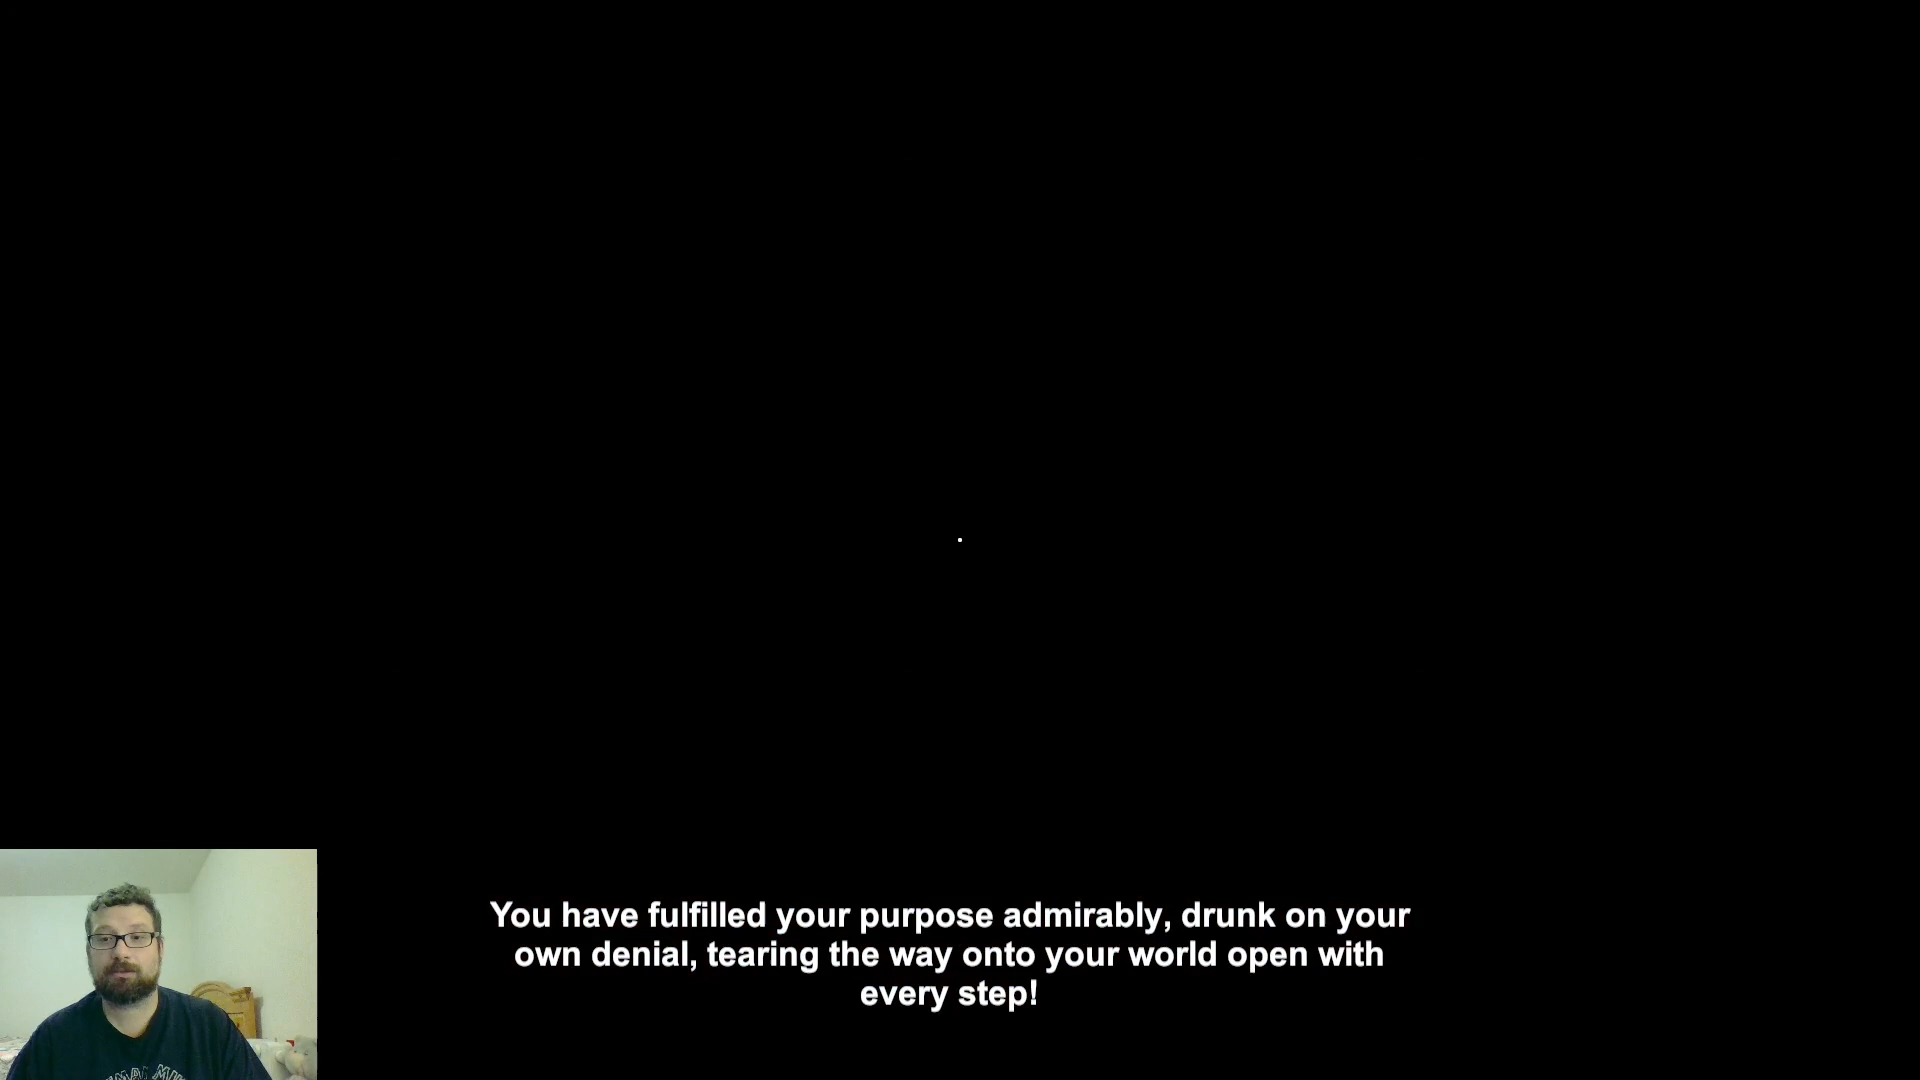 You have fulfilled your purpose admirably, drunk on your
own denial, tearing the way onto your world open with
every step!